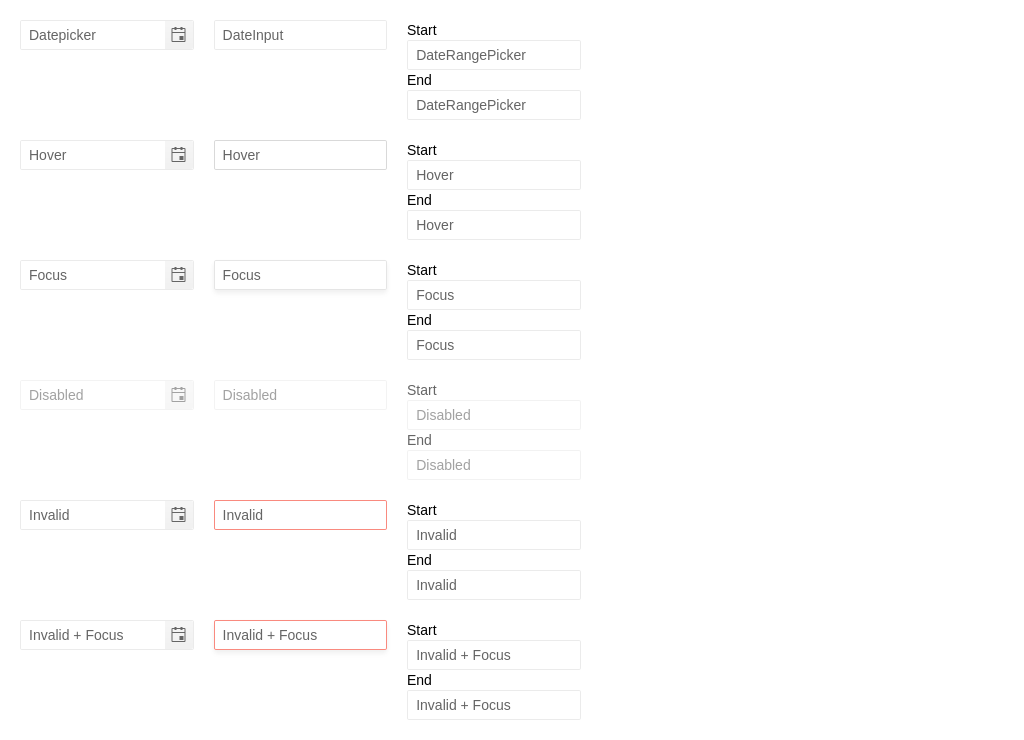 Datepicker
DateInput
Start
DateRangePicker
End
DateRangePicker
Hover
Hover
Start
Hover
End
Hover
Focus
Focus
Start
Focus
End
Focus
Disabled
Disabled
Start
Disabled
End
Disabled
Invalid
Invalid
Start
Invalid
End
Invalid
Invalid + Focus
Invalid + Focus
Start
Invalid + Focus
End
Invalid + Focus